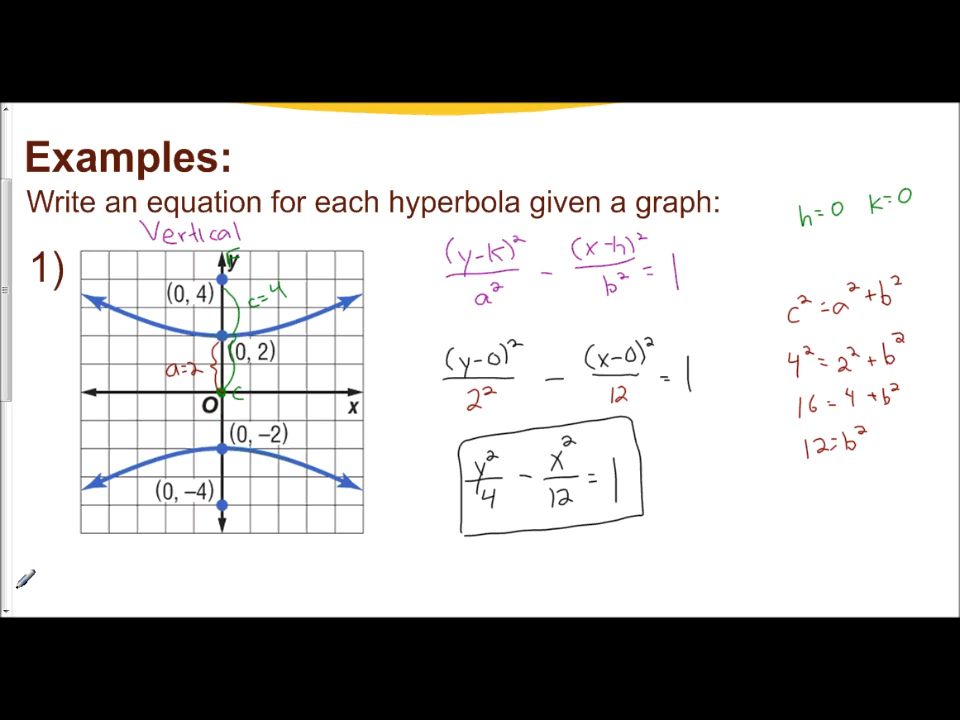 Examples:
Write an equation for each hyperbola given a graph:
h=0 k=0
Vertical
1)
F
y
(0, 4)
c=4
(0, 2)
a=2
C
O
x
(0, −2)
(0, −4)
(y-k)²/a² - (x-h)²/b² = 1
(y-0)²/2² - (x-0)²/12 = 1
y²/4 - x²/12 = 1
c²=a²+b²
4²=2²+b²
16=4+b²
12=b²